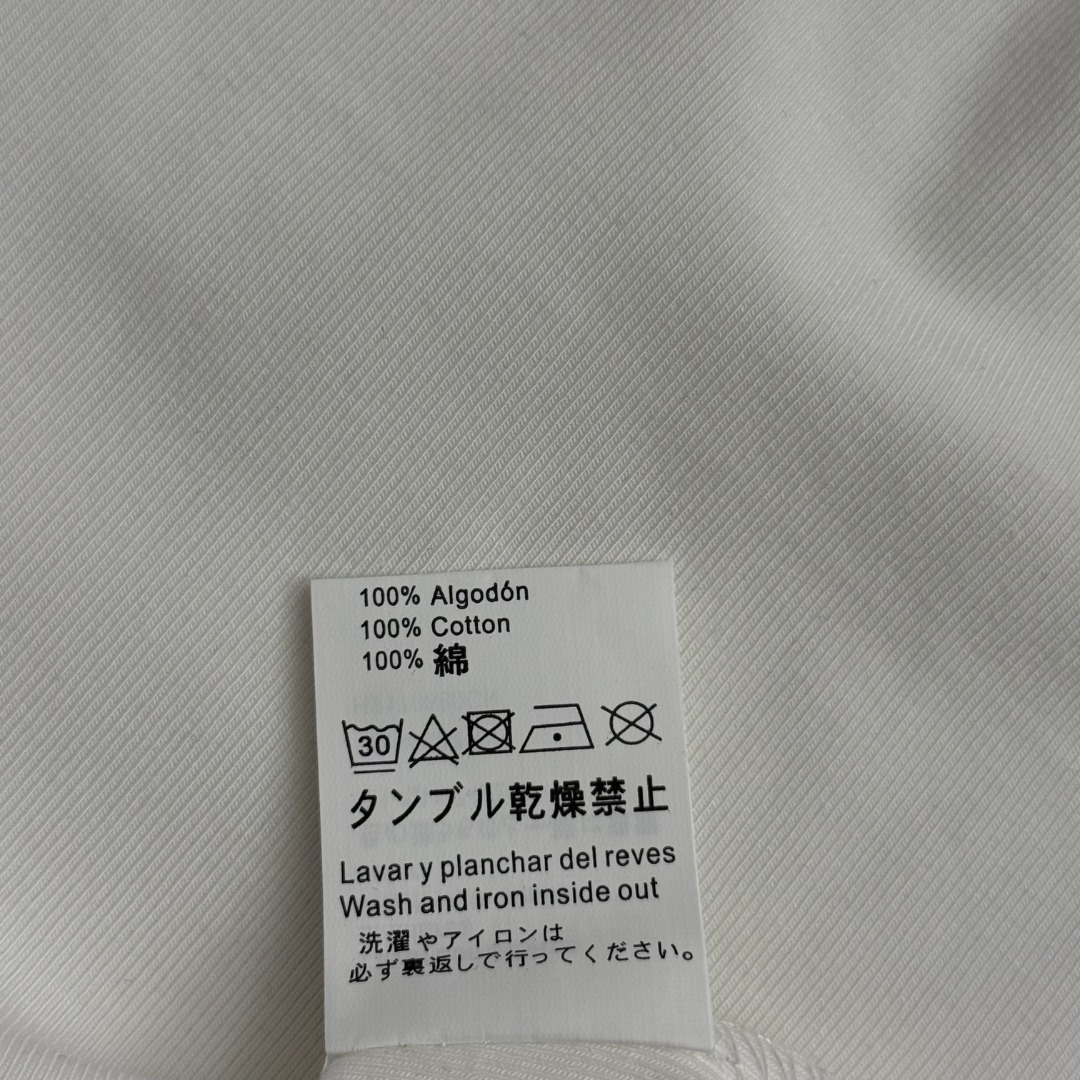 100% Algodón
100% Cotton
100% 綿
30
タンブル乾燥禁止
Lavar y planchar del reves
Wash and iron inside out
洗濯やアイロンは
必ず裏返しで行ってください。